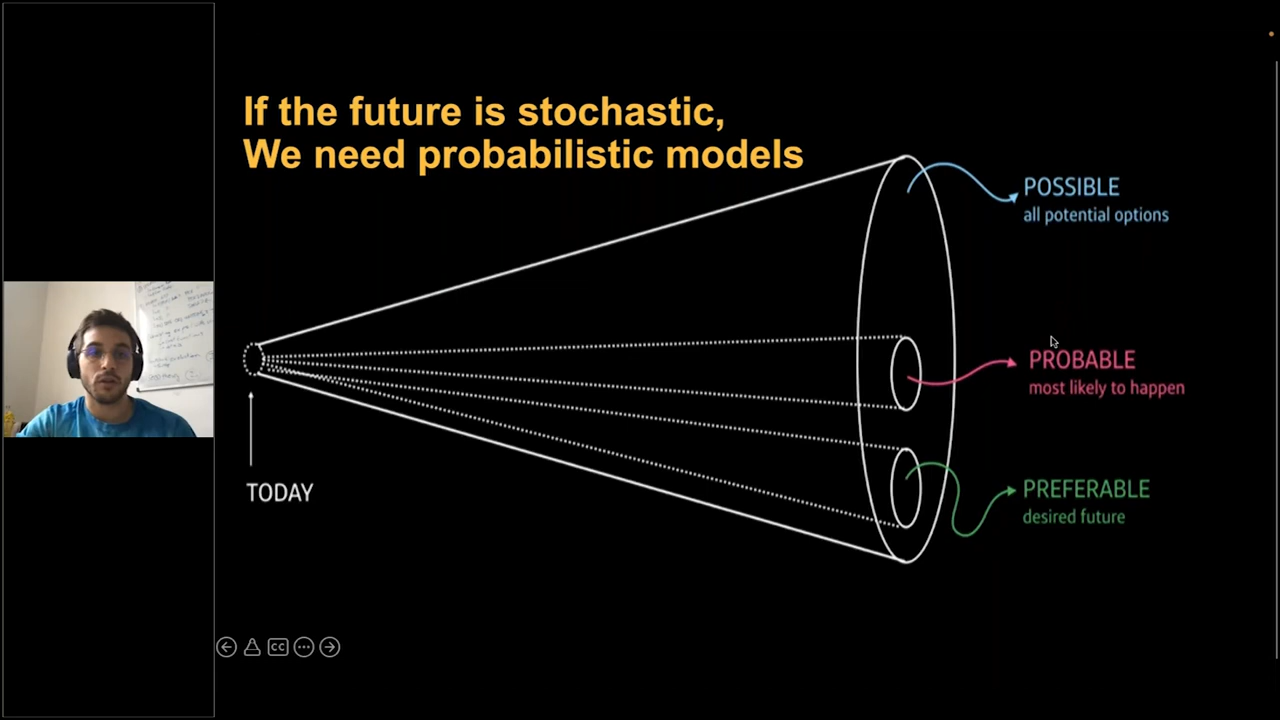 If the future is stochastic,
We need probabilistic models
POSSIBLE
all potential options
PROBABLE
most likely to happen
PREFERABLE
desired future
TODAY
CC